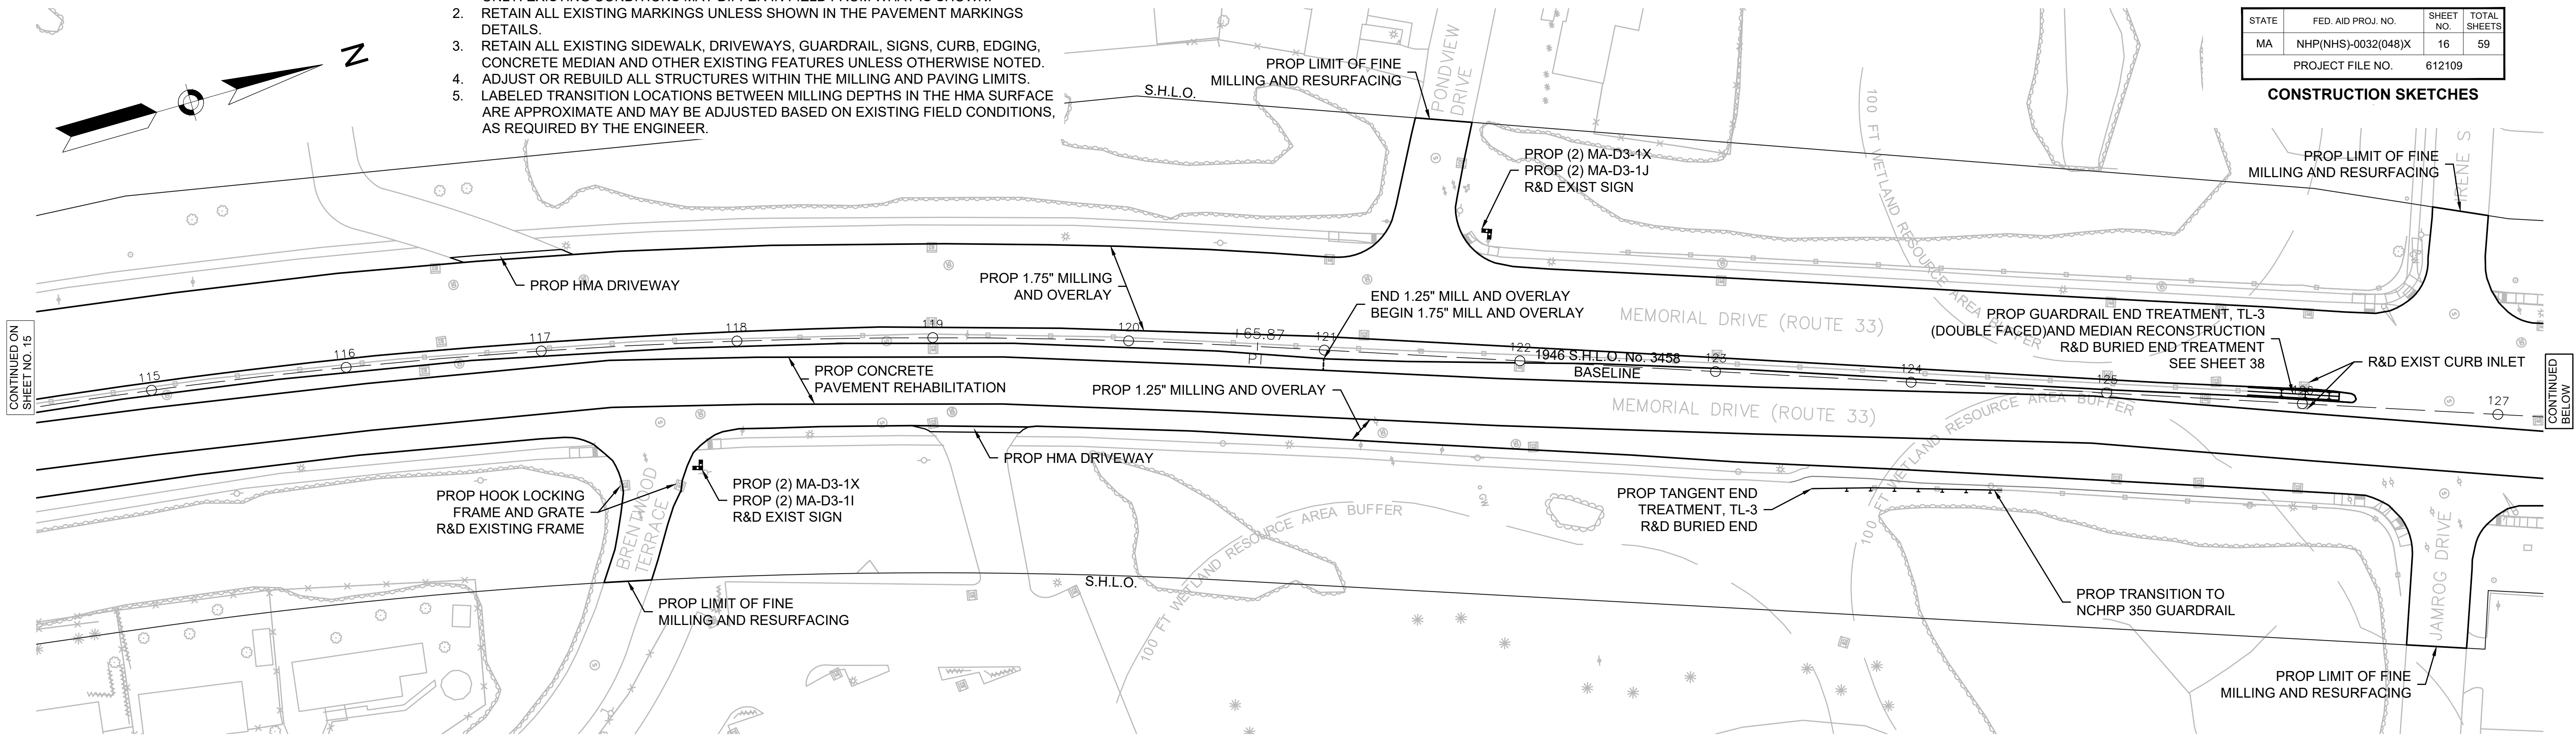 2. RETAIN ALL EXISTING MARKINGS UNLESS SHOWN IN THE PAVEMENT MARKINGS
DETAILS.
3. RETAIN ALL EXISTING SIDEWALK, DRIVEWAYS, GUARDRAIL, SIGNS, CURB, EDGING,
CONCRETE MEDIAN AND OTHER EXISTING FEATURES UNLESS OTHERWISE NOTED.
4. ADJUST OR REBUILD ALL STRUCTURES WITHIN THE MILLING AND PAVING LIMITS.
5. LABELED TRANSITION LOCATIONS BETWEEN MILLING DEPTHS IN THE HMA SURFACE
ARE APPROXIMATE AND MAY BE ADJUSTED BASED ON EXISTING FIELD CONDITIONS,
AS REQUIRED BY THE ENGINEER.
N
STATE FED. AID PROJ. NO. SHEET NO. TOTAL SHEETS
MA NHP(NHS)-0032(048)X 16 59
PROJECT FILE NO. 612109
CONSTRUCTION SKETCHES
PROP LIMIT OF FINE
MILLING AND RESURFACING
PONDVIEW
DRIVE
S.H.L.O.
PROP (2) MA-D3-1X
PROP (2) MA-D3-1J
R&D EXIST SIGN
100 FT WETLAND RESOURCE AREA BUFFER
PROP LIMIT OF FINE
MILLING AND RESURFACING
IRENE S
PROP HMA DRIVEWAY
PROP 1.75" MILLING
AND OVERLAY
END 1.25" MILL AND OVERLAY
BEGIN 1.75" MILL AND OVERLAY
MEMORIAL DRIVE (ROUTE 33)
PROP GUARDRAIL END TREATMENT, TL-3
(DOUBLE FACED)AND MEDIAN RECONSTRUCTION
R&D BURIED END TREATMENT
SEE SHEET 38
R&D EXIST CURB INLET
CONTINUED ON
SHEET NO. 15
115
116
117
118
119
120
+65.87
PT
121
122
1946 S.H.L.O. No. 3458
BASELINE
123
124
125
126
127
CONTINUED
BELOW
PROP CONCRETE
PAVEMENT REHABILITATION
PROP 1.25" MILLING AND OVERLAY
MEMORIAL DRIVE (ROUTE 33)
100 FT WETLAND RESOURCE AREA BUFFER
PROP HMA DRIVEWAY
PROP HOOK LOCKING
FRAME AND GRATE
R&D EXISTING FRAME
BRENTWOOD
TERRACE
PROP (2) MA-D3-1X
PROP (2) MA-D3-1I
R&D EXIST SIGN
GW
PROP TANGENT END
TREATMENT, TL-3
R&D BURIED END
100 FT WETLAND RESOURCE AREA BUFFER
S.H.L.O.
PROP LIMIT OF FINE
MILLING AND RESURFACING
PROP TRANSITION TO
NCHRP 350 GUARDRAIL
JAMROG DRIVE
PROP LIMIT OF FINE
MILLING AND RESURFACING